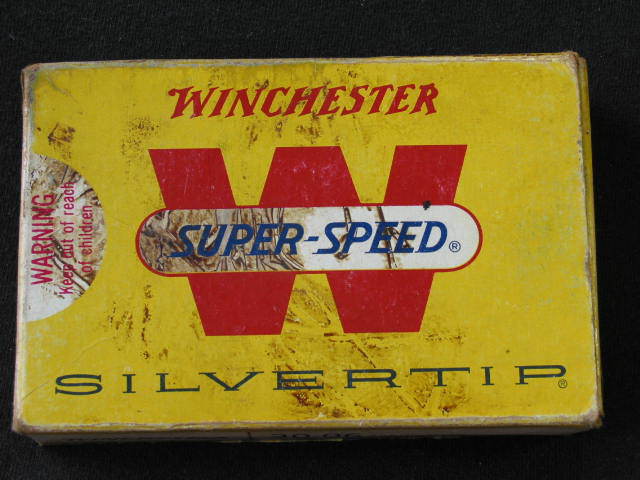 WINCHESTER
W
SUPER-SPEED®
WARNING
Keep out of reach
of children
SILVERTIP®